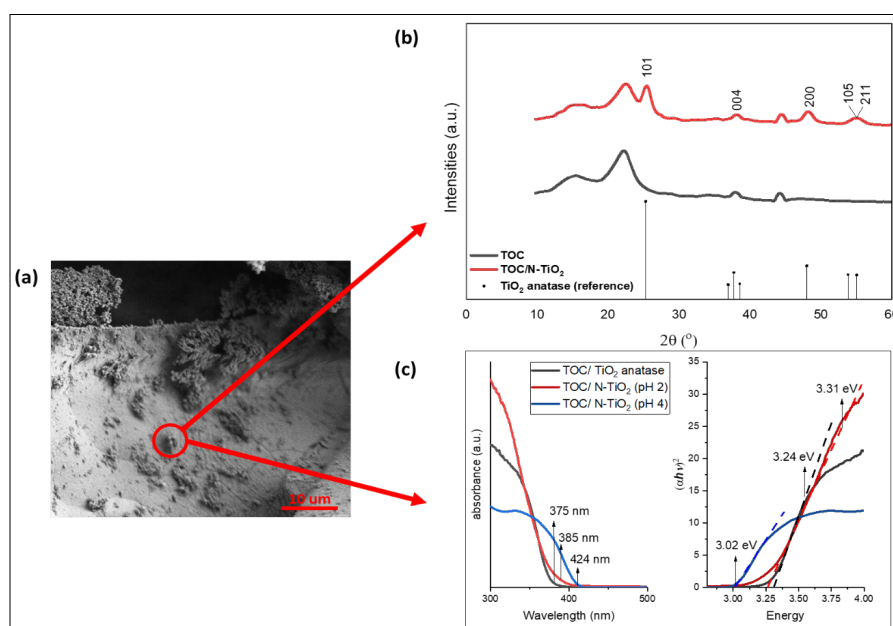 (a)
10 um
(b)
Intensities (a.u.)
101
004
200
105
211
TOC
TOC/N-TiO₂
TiO₂ anatase (reference)
0 10 20 30 40 50 60
2θ (°)
(c)
TOC/ TiO₂ anatase
TOC/ N-TiO₂ (pH 2)
TOC/ N-TiO₂ (pH 4)
absorbance (a.u.)
375 nm
385 nm
424 nm
300 400 500
Wavelength (nm)
(αhν)²
35
30
25
20
15
10
5
0
3.31 eV
3.24 eV
3.02 eV
3.00 3.25 3.50 3.75 4.00
Energy